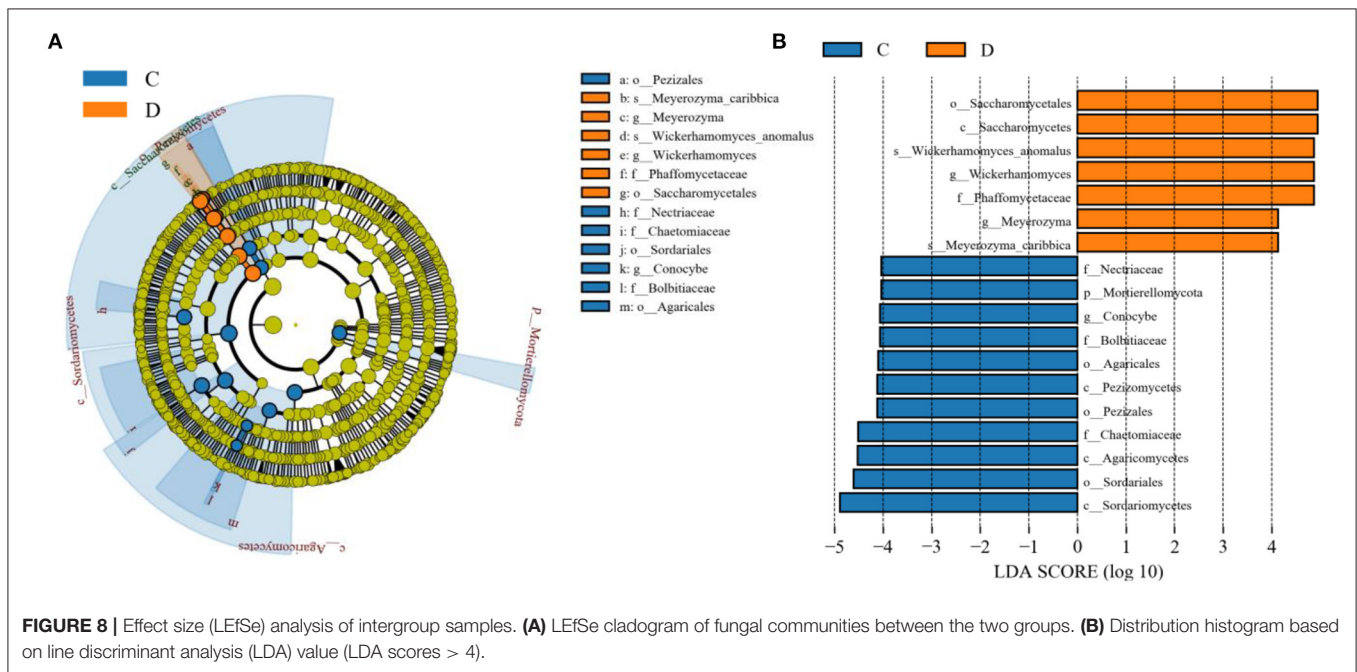 A
C
D
c__Saccharomycetes
c__Pezizomycetes
a
g
f
h
c__Sordariomycetes
k
l
m
c__Agaricomycetes
p__Mortierellomycota
a: o__Pezizales
b: s__Meyerozyma_caribbica
c: g__Meyerozyma
d: s__Wickerhamomyces_anomalus
e: g__Wickerhamomyces
f: f__Phaffomycetaceae
g: o__Saccharomycetales
h: f__Nectriaceae
i: f__Chaetomiaceae
j: o__Sordariales
k: g__Conocybe
l: f__Bolbitiaceae
m: o__Agaricales
B
C
D
o__Saccharomycetales
c__Saccharomycetes
s__Wickerhamomyces_anomalus
g__Wickerhamomyces
f__Phaffomycetaceae
g__Meyerozyma
s__Meyerozyma_caribbica
f__Nectriaceae
p__Mortierellomycota
g__Conocybe
f__Bolbitiaceae
o__Agaricales
c__Pezizomycetes
o__Pezizales
f__Chaetomiaceae
c__Agaricomycetes
o__Sordariales
c__Sordariomycetes
−5 −4 −3 −2 −1 0 1 2 3 4
LDA SCORE (log 10)
FIGURE 8 | Effect size (LEfSe) analysis of intergroup samples. (A) LEfSe cladogram of fungal communities between the two groups. (B) Distribution histogram based
on line discriminant analysis (LDA) value (LDA scores > 4).